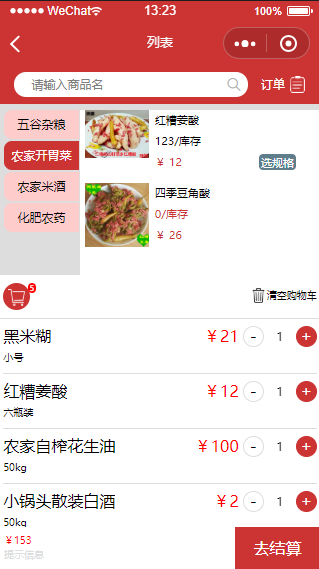 WeChat
13:23
100%
列表
请输入商品名
订单
五谷杂粮
农家开胃菜
农家米酒
化肥农药
红糟姜酸
123/库存
￥ 12
选规格
四季豆角酸
0/库存
￥ 26
5
清空购物车
黑米糊
￥21
-
1
+
小号
红糟姜酸
￥12
-
1
+
六瓶装
农家自榨花生油
￥100
-
1
+
50kg
小锅头散装白酒
￥2
-
1
+
50kg
￥153
提示信息
去结算